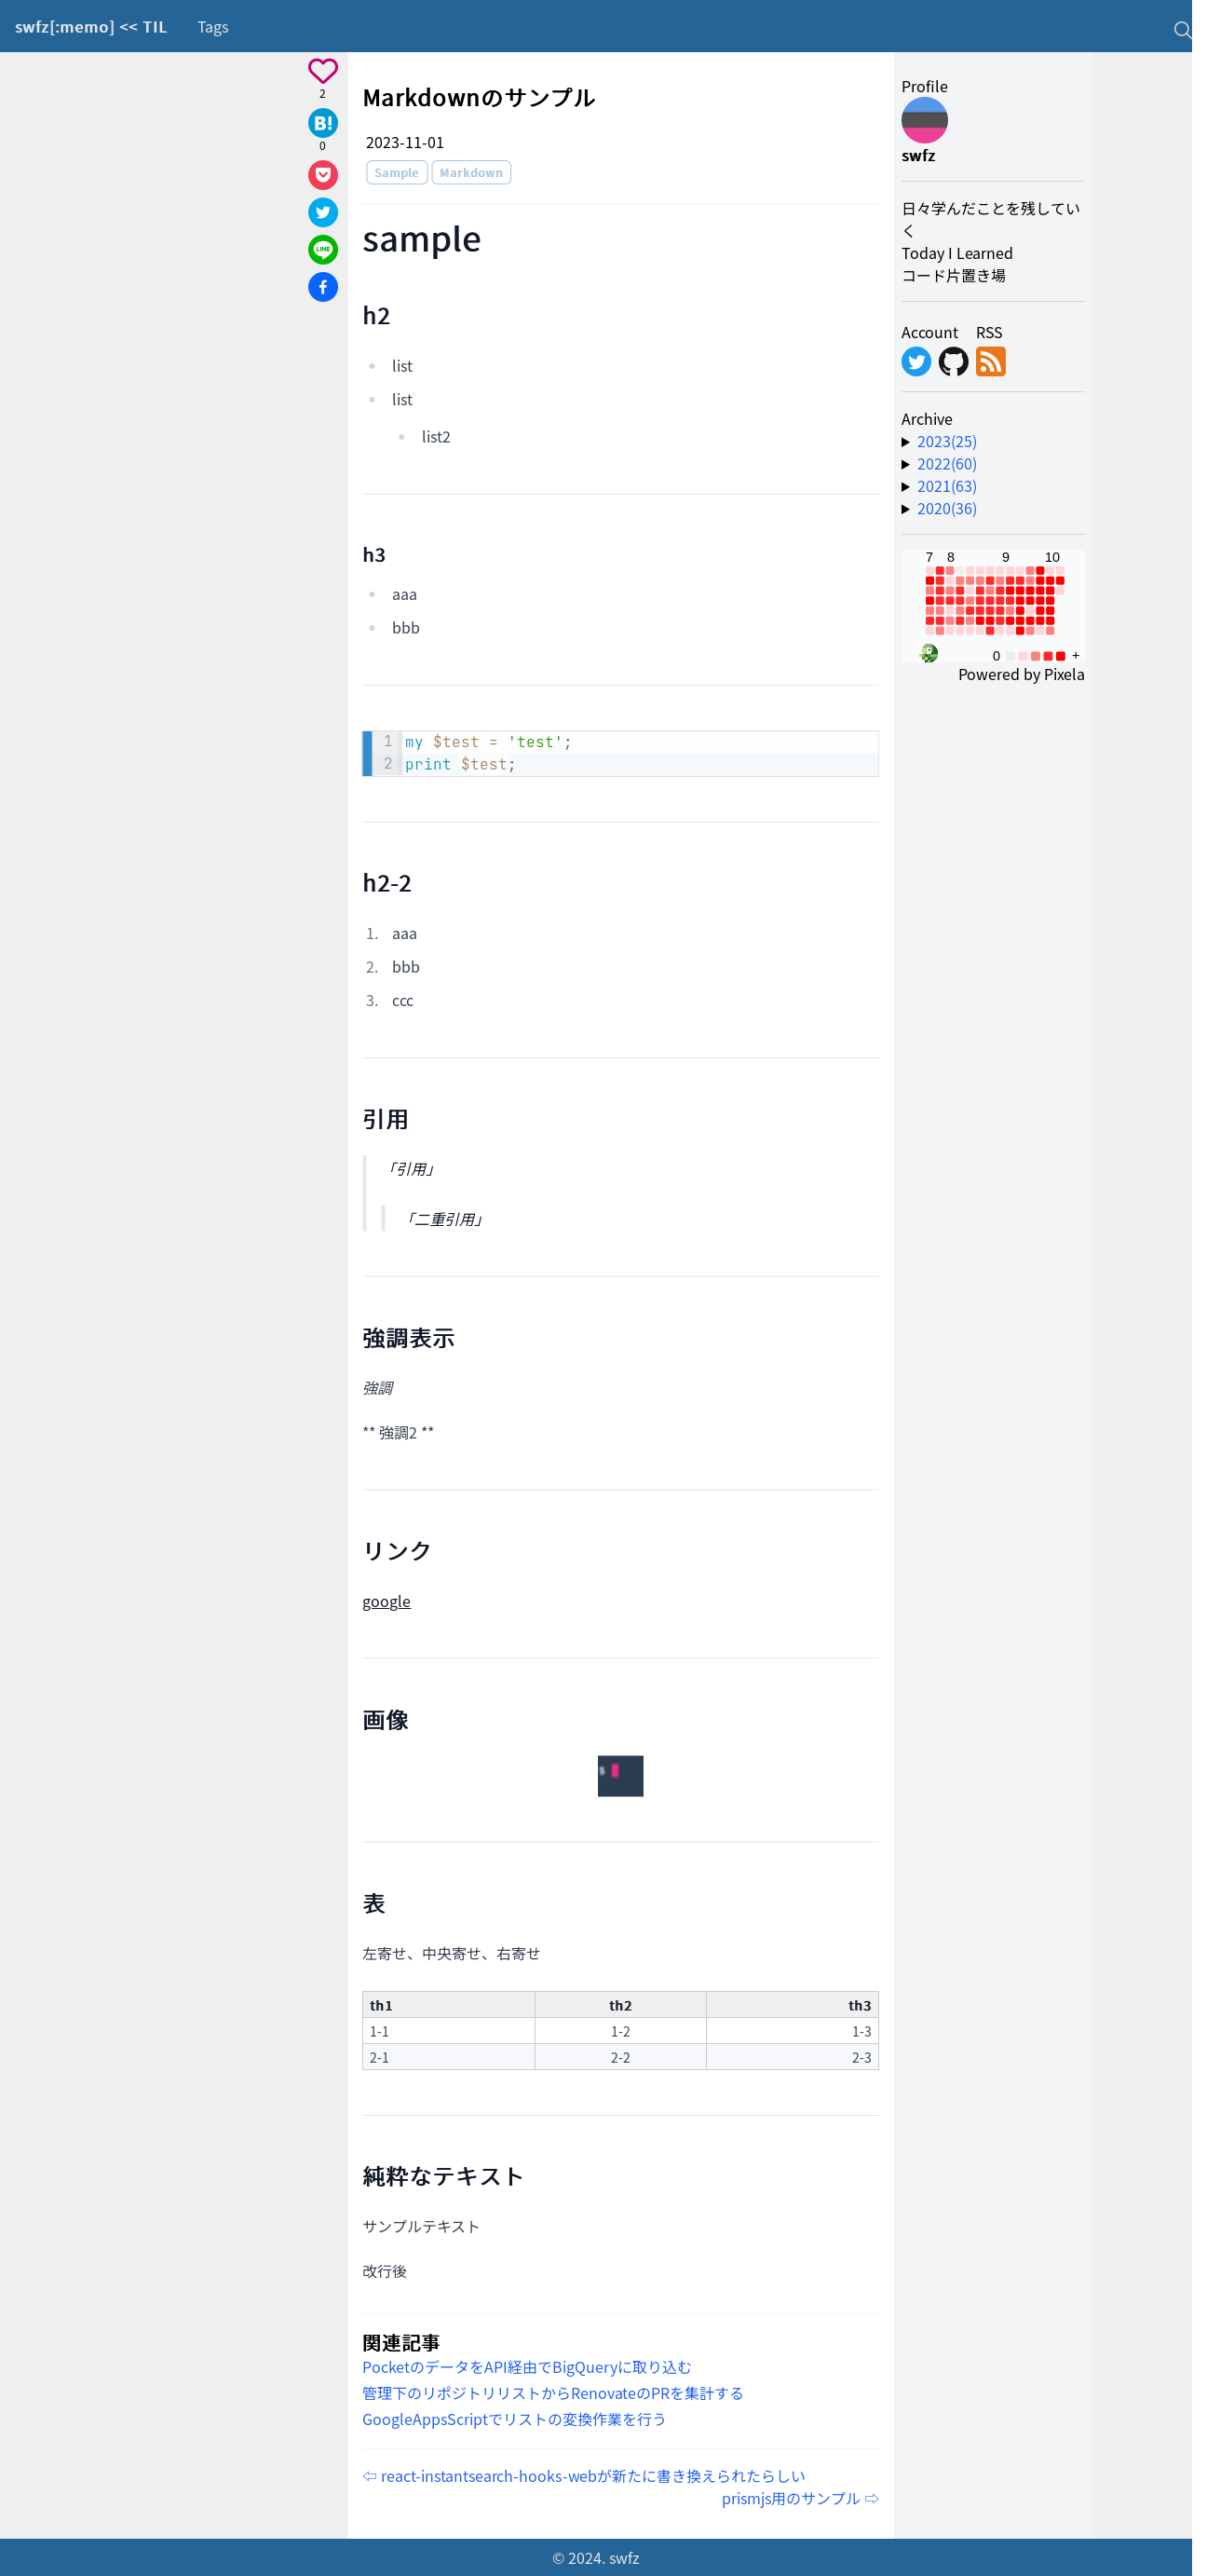 swfz[:memo] << TIL Tags
2
B!
0
LINE
Markdownのサンプル
2023-11-01
Sample Markdown
sample
h2
list
list
list2
h3
aaa
bbb
1 my $test = 'test';
2 print $test;
h2-2
1. aaa
2. bbb
3. ccc
引用
「引用」
「二重引用」
強調表示
強調
** 強調2 **
リンク
google
画像
$
表
左寄せ、中央寄せ、右寄せ
th1 th2 th3
1-1 1-2 1-3
2-1 2-2 2-3
純粋なテキスト
サンプルテキスト
改行後
関連記事
PocketのデータをAPI経由でBigQueryに取り込む
管理下のリポジトリリストからRenovateのPRを集計する
GoogleAppsScriptでリストの変換作業を行う
⇦ react-instantsearch-hooks-webが新たに書き換えられたらしい
prismjs用のサンプル ⇨
Profile
swfz
日々学んだことを残してい
く
Today I Learned
コード片置き場
Account RSS
Archive
2023(25)
2022(60)
2021(63)
2020(36)
7 8 9 10
0 +
Powered by Pixela
© 2024. swfz